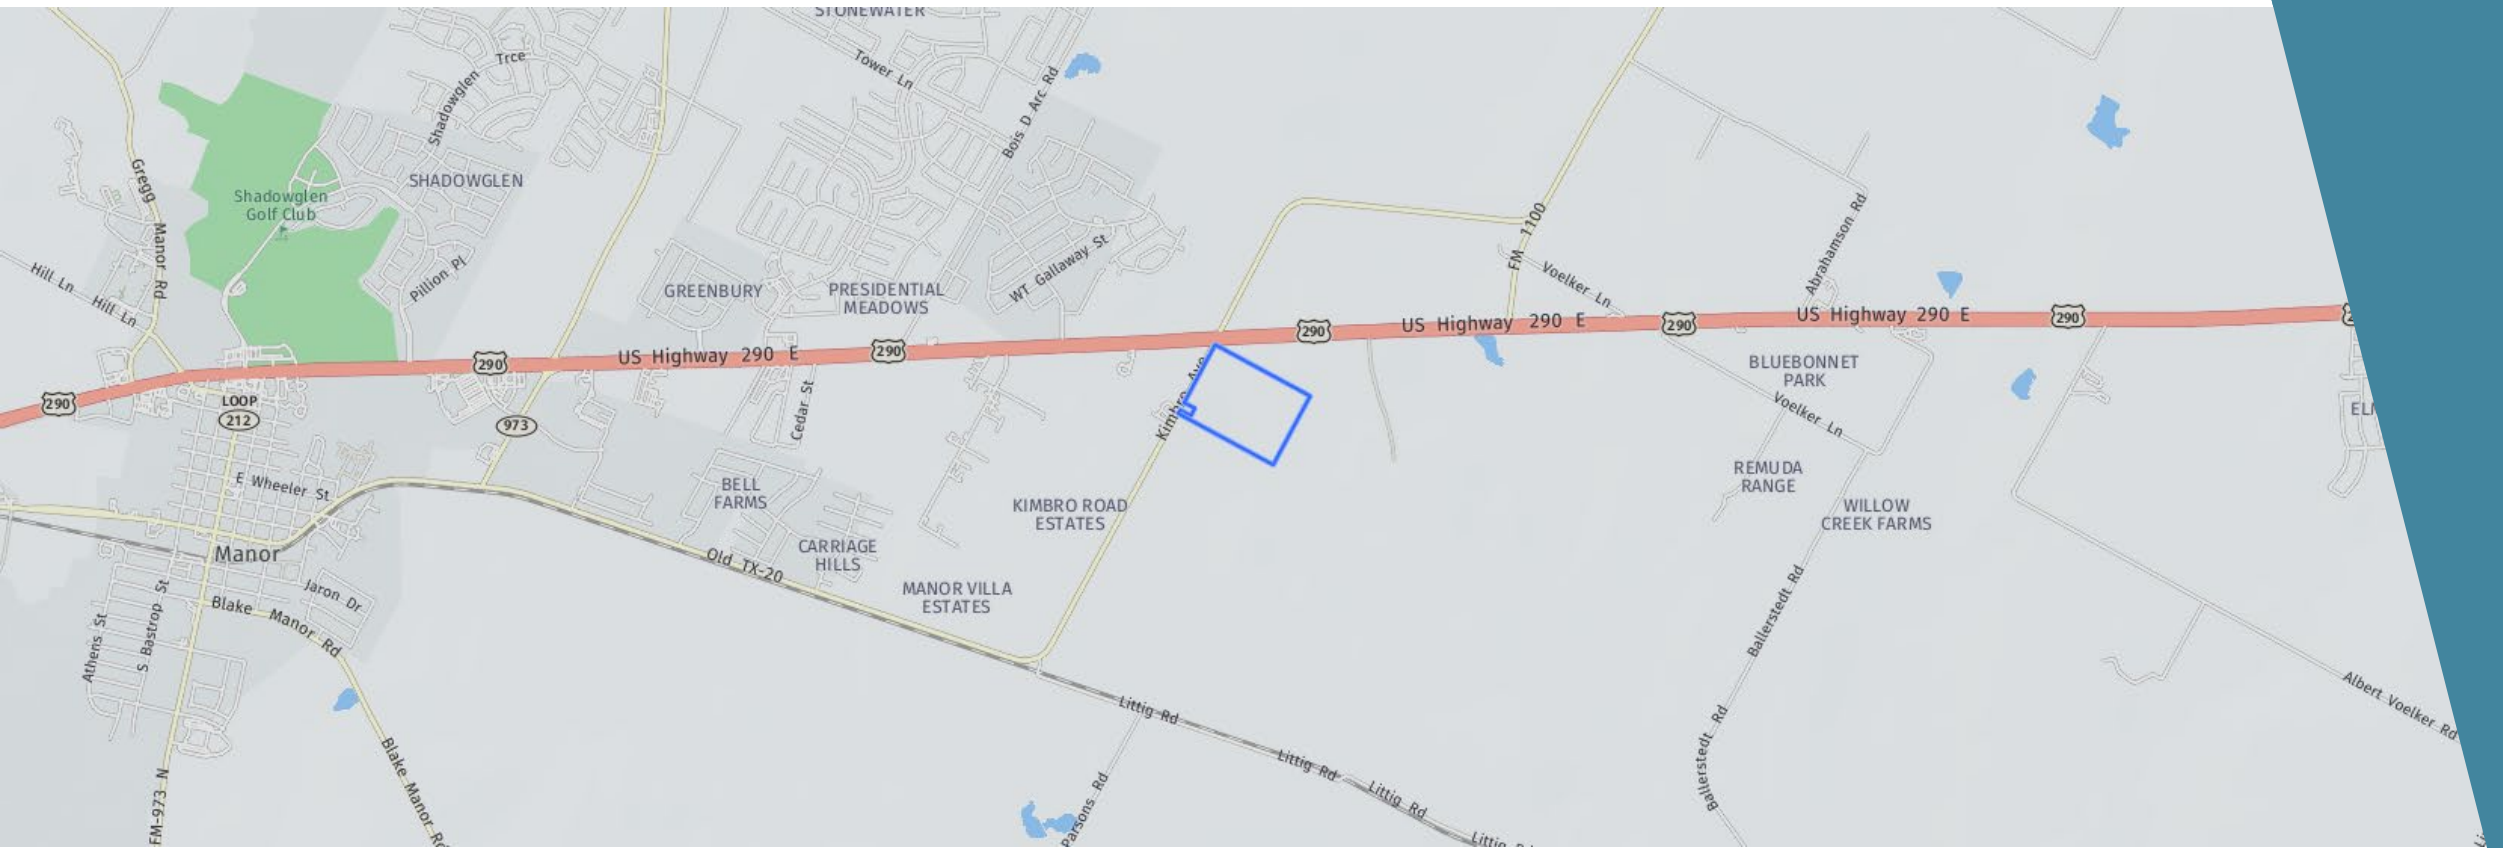 STONEWATER
Trce
Tower Ln
Bois D Arc Rd
Shadowglen
Gregg
Manor Rd
SHADOWGLEN
Shadowglen
Golf Club
Pillion Pl
Hill Ln
Hill Ln
GREENBURY
PRESIDENTIAL
MEADOWS
WT Gallaway St
FM 1100
Voelker Ln
Abrahamson Rd
US Highway 290 E
290
US Highway 290 E
290
US Highway 290 E
290
290
290
290
290
LOOP
212
973
Cedar St
Kimbro Ave
BLUEBONNET
PARK
Voelker Ln
E Wheeler St
BELL
FARMS
KIMBRO ROAD
ESTATES
REMUDA
RANGE
WILLOW
CREEK FARMS
Manor
CARRIAGE
HILLS
Old TX-20
MANOR VILLA
ESTATES
Jaron Dr
Blake Manor Rd
Athens St
S Bastrop St
Ballerstedt Rd
Ballerstedt Rd
Albert Voelker Rd
Littig Rd
Littig Rd
Littig Rd
Littig
Parsons Rd
Blake Manor Rd
FM-973 N